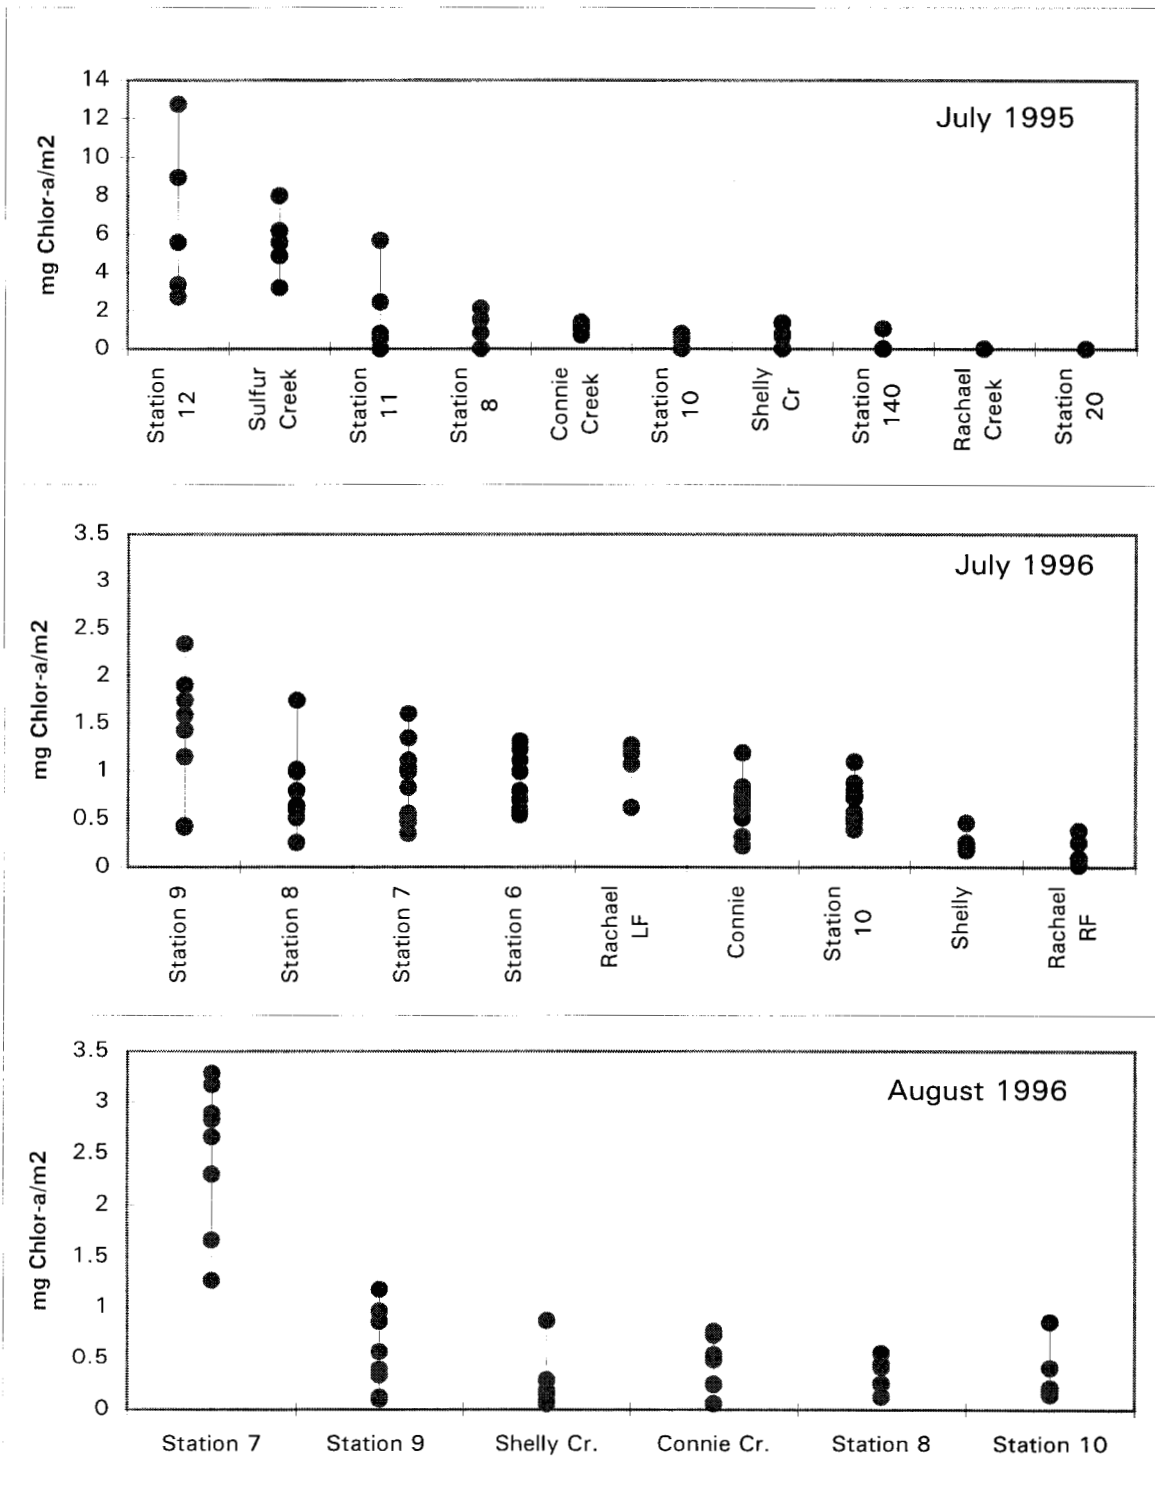 July 1995
mg Chlor-a/m2
14
12
10
8
6
4
2
0
Station 12
Sulfur Creek
Station 11
Station 8
Connie Creek
Station 10
Shelly Cr
Station 140
Rachael Creek
Station 20
July 1996
mg Chlor-a/m2
3.5
3
2.5
2
1.5
1
0.5
0
Station 9
Station 8
Station 7
Station 6
Rachael LF
Connie
Station 10
Shelly
Rachael RF
August 1996
mg Chlor-a/m2
3.5
3
2.5
2
1.5
1
0.5
0
Station 7
Station 9
Shelly Cr.
Connie Cr.
Station 8
Station 10